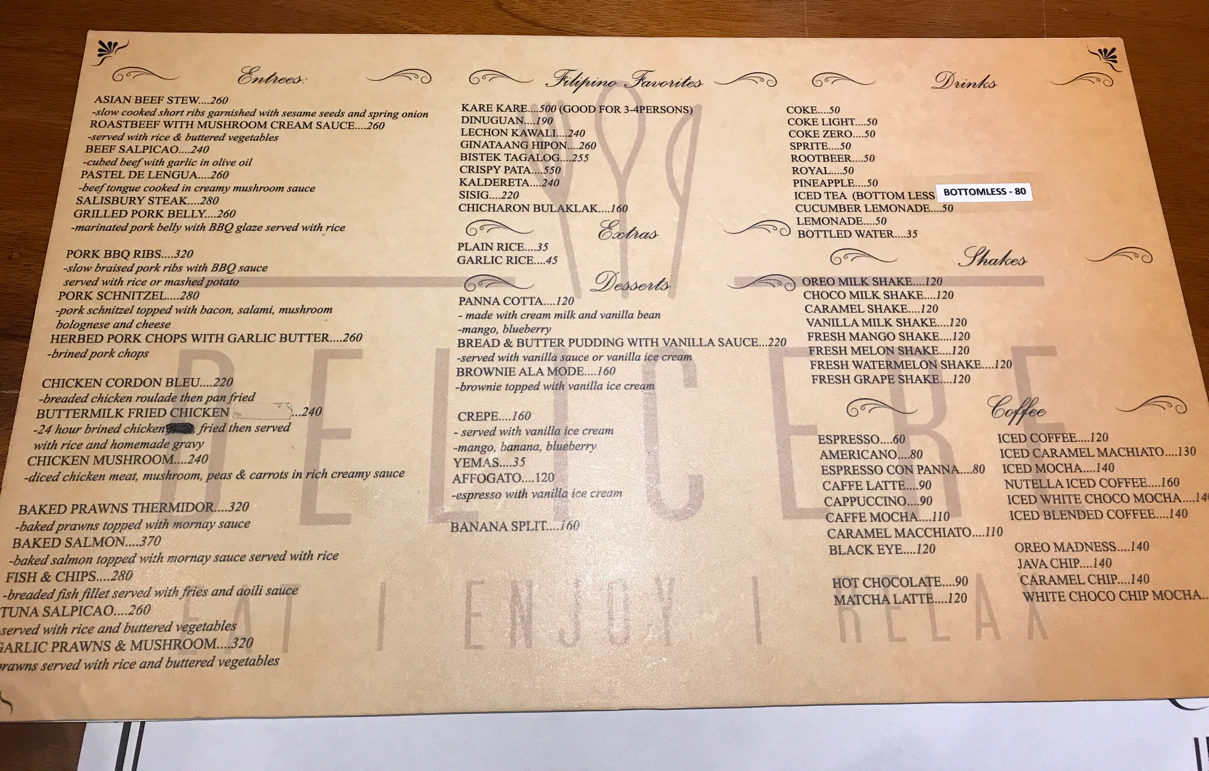 Entrees:
ASIAN BEEF STEW....260
-slow cooked short ribs garnished with sesame seeds and spring onion
ROASTBEEF WITH MUSHROOM CREAM SAUCE....260
-served with rice & buttered vegetables
BEEF SALPICAO....240
-cubed beef with garlic in olive oil
PASTEL DE LENGUA....260
-beef tongue cooked in creamy mushroom sauce
SALISBURY STEAK....280
GRILLED PORK BELLY....260
-marinated pork belly with BBQ glaze served with rice
PORK BBQ RIBS....320
-slow braised pork ribs with BBQ sauce
served with rice or mashed potato
PORK SCHNITZEL....280
-pork schnitzel topped with bacon, salami, mushroom
bolognese and cheese
HERBED PORK CHOPS WITH GARLIC BUTTER....260
-brined pork chops
CHICKEN CORDON BLEU....220
-breaded chicken roulade then pan fried
BUTTERMILK FRIED CHICKEN ...240
-24 hour brined chicken fried then served
with rice and homemade gravy
CHICKEN MUSHROOM....240
-diced chicken meat, mushroom, peas & carrots in rich creamy sauce
BAKED PRAWNS THERMIDOR....320
-baked prawns topped with mornay sauce
BAKED SALMON....370
-baked salmon topped with mornay sauce served with rice
FISH & CHIPS....280
-breaded fish fillet served with fries and aoili sauce
TUNA SALPICAO....260
served with rice and buttered vegetables
GARLIC PRAWNS & MUSHROOM....320
prawns served with rice and buttered vegetables
Filipino Favorites
KARE KARE....500 (GOOD FOR 3-4PERSONS)
DINUGUAN....190
LECHON KAWALI....240
GINATAANG HIPON....260
BISTEK TAGALOG....255
CRISPY PATA....550
KALDERETA....240
SISIG....220
CHICHARON BULAKLAK....160
Extras
PLAIN RICE....35
GARLIC RICE....45
Desserts
PANNA COTTA....120
- made with cream milk and vanilla bean
-mango, blueberry
BREAD & BUTTER PUDDING WITH VANILLA SAUCE...220
-served with vanilla sauce or vanilla ice cream
BROWNIE ALA MODE....160
-brownie topped with vanilla ice cream
CREPE....160
- served with vanilla ice cream
-mango, banana, blueberry
YEMAS....35
AFFOGATO....120
-espresso with vanilla ice cream
BANANA SPLIT....160
Drinks
COKE....50
COKE LIGHT....50
COKE ZERO....50
SPRITE....50
ROOTBEER....50
ROYAL....50
PINEAPPLE....50
ICED TEA (BOTTOM LESS BOTTOMLESS - 80
CUCUMBER LEMONADE....50
LEMONADE....50
BOTTLED WATER....35
Shakes
OREO MILK SHAKE....120
CHOCO MILK SHAKE....120
CARAMEL SHAKE....120
VANILLA MILK SHAKE....120
FRESH MANGO SHAKE....120
FRESH MELON SHAKE....120
FRESH WATERMELON SHAKE....120
FRESH GRAPE SHAKE....120
Coffee
ESPRESSO....60
AMERICANO....80
ESPRESSO CON PANNA....80
CAFFE LATTE....90
CAPPUCCINO....90
CAFFE MOCHA....110
CARAMEL MACCHIATO....110
BLACK EYE....120
HOT CHOCOLATE....90
MATCHA LATTE....120
ICED COFFEE....120
ICED CARAMEL MACHIATO....130
ICED MOCHA....140
NUTELLA ICED COFFEE....160
ICED WHITE CHOCO MOCHA....14
ICED BLENDED COFFEE....140
OREO MADNESS....140
JAVA CHIP....140
CARAMEL CHIP....140
WHITE CHOCO CHIP MOCHA..
DELICERE
EAT | ENJOY | RELAX